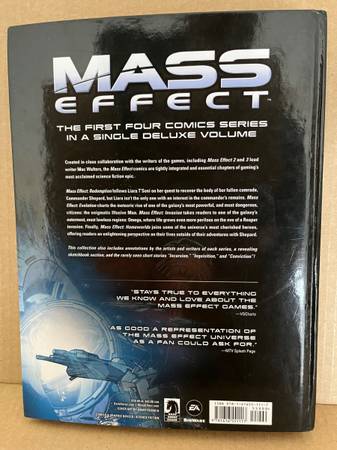 MASS
EFFECT™
THE FIRST FOUR COMICS SERIES
IN A SINGLE DELUXE VOLUME
Created in close collaboration with the writers of the games, including Mass Effect 2 and 3 lead
writer Mac Walters, the Mass Effect comics are tightly integrated and essential chapters of gaming's
most acclaimed science fiction epic.
Mass Effect: Redemption follows Liara T'Soni on her quest to recover the body of her fallen comrade,
Commander Shepard, but Liara isn't the only one with an interest in the commander's remains. Mass
Effect: Evolution charts the meteoric rise of one of the galaxy's most powerful, and most dangerous,
citizens, the enigmatic Illusive Man. Mass Effect: Invasion takes readers to one of the galaxy's
outermost, most lawless regions: Omega, where life grows even more perilous on the eve of a Reaper
invasion. Finally, Mass Effect: Homeworlds joins some of the universe's most cherished heroes,
offering readers an enlightening perspective on their lives outside of their adventures with Shepard.
This collection also includes annotations by the artists and writers of each series, a revealing
sketchbook section, and the rarely seen short stories "Incursion," "Inquisition," and "Conviction"!
"STAYS TRUE TO EVERYTHING
WE KNOW AND LOVE ABOUT THE
MASS EFFECT GAMES."
—VGChartz
"AS GOOD A REPRESENTATION OF
THE MASS EFFECT UNIVERSE
AS A FAN COULD ASK FOR."
—MTV Splash Page
EA
BIOWARE